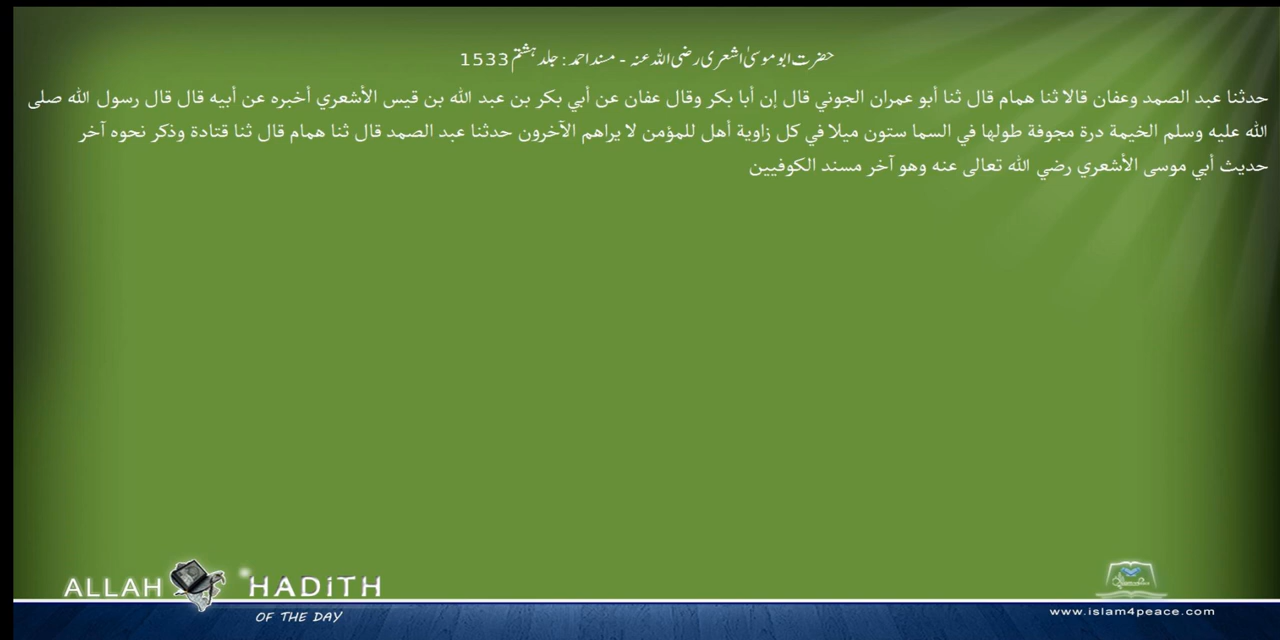 حضرت ابو موسیٰ اشعری رضی اللہ عنہ - مسند احمد : جلد ہشتم 1533
حدثنا عبد الصمد وعفان قالا ثنا همام قال ثنا أبو عمران الجوني قال إن أبا بكر وقال عفان عن أبي بكر بن عبد الله بن قيس الأشعري أخبره عن أبيه قال قال رسول الله صلى
الله عليه وسلم الخيمة درة مجوفة طولها في السما ستون ميلا في كل زاوية أهل للمؤمن لا يراهم الآخرون حدثنا عبد الصمد قال ثنا همام قال ثنا قتادة وذكر نحوه آخر
حديث أبي موسى الأشعري رضي الله تعالى عنه وهو آخر مسند الكوفيين
ALLAH HADITH
OF THE DAY
www.islam4peace.com